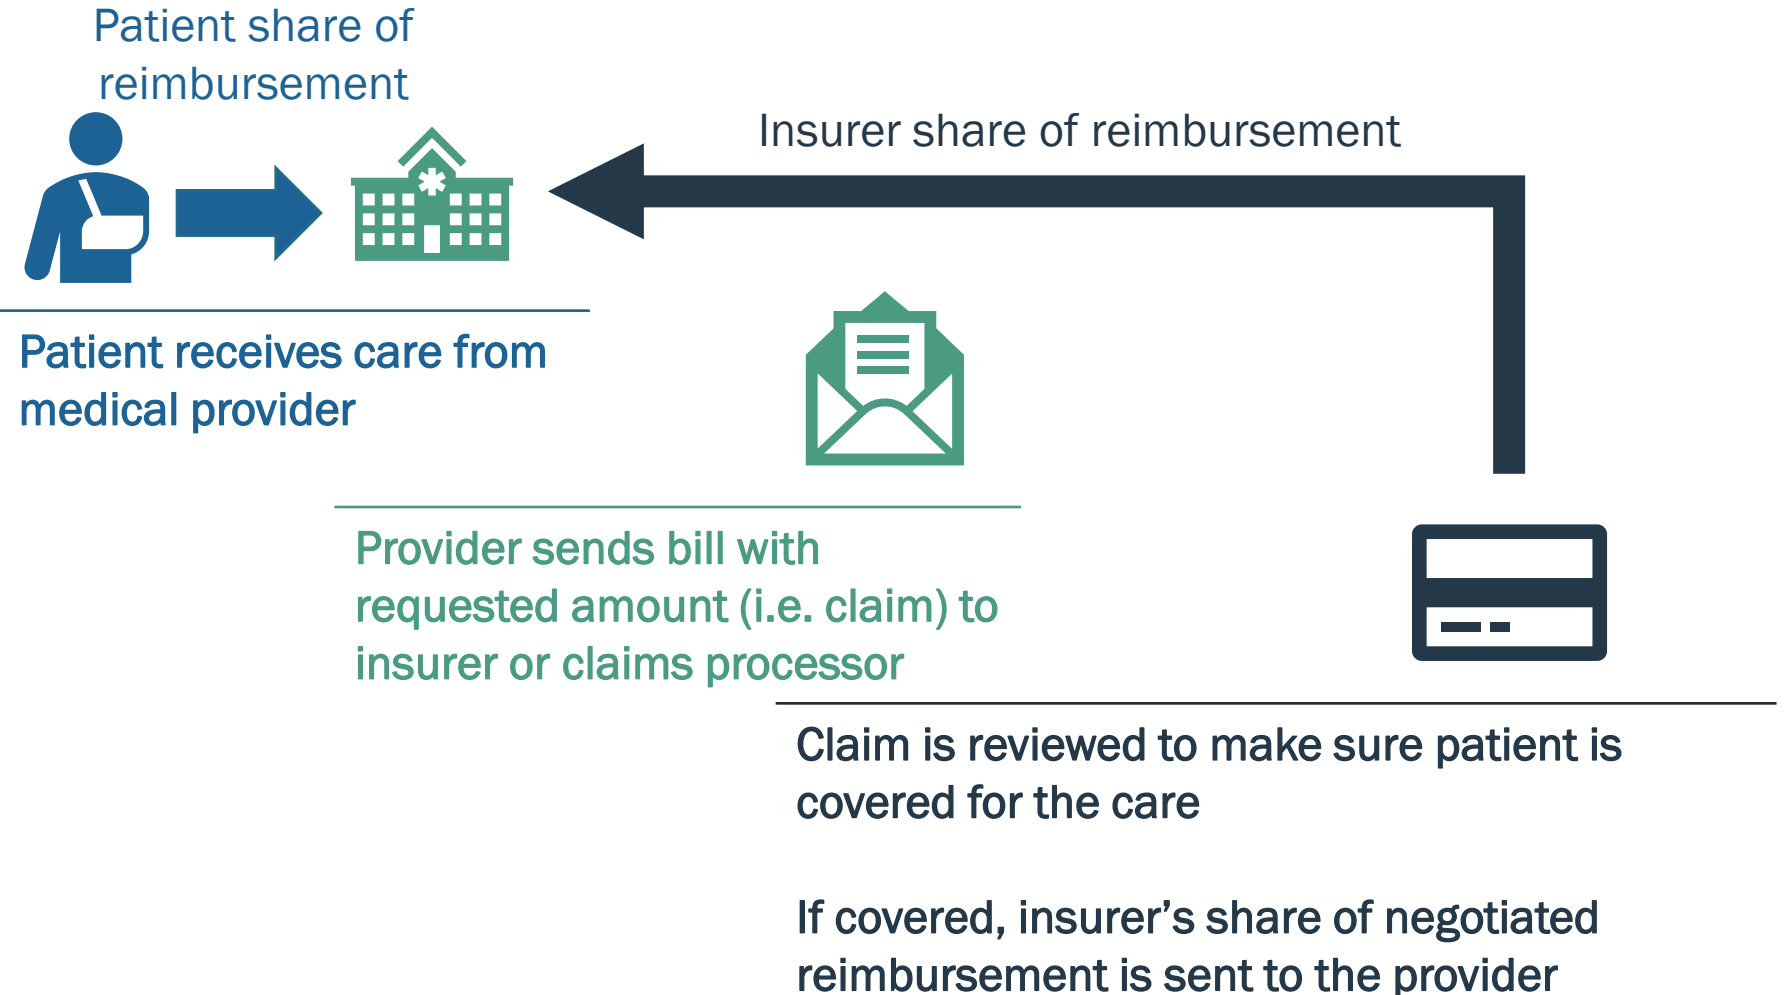 Patient share of
reimbursement
Insurer share of reimbursement
Patient receives care from
medical provider
Provider sends bill with
requested amount (i.e. claim) to
insurer or claims processor
Claim is reviewed to make sure patient is
covered for the care
If covered, insurer’s share of negotiated
reimbursement is sent to the provider